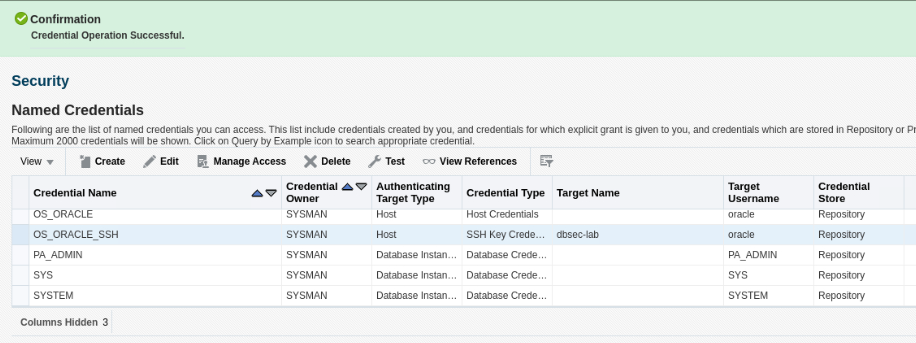 Confirmation
Credential Operation Successful.
Security
Named Credentials
Following are the list of named credentials you can access. This list include credentials created by you, and credentials for which explicit grant is given to you, and credentials which are stored in Repository or Pr
Maximum 2000 credentials will be shown. Click on Query by Example icon to search appropriate credential.
View Create Edit Manage Access Delete Test View References
Credential Name Credential Owner Authenticating Target Type Credential Type Target Name Target Username Credential Store
OS_ORACLE SYSMAN Host Host Credentials oracle Repository
OS_ORACLE_SSH SYSMAN Host SSH Key Crede... dbsec-lab oracle Repository
PA_ADMIN SYSMAN Database Instan... Database Crede... PA_ADMIN Repository
SYS SYSMAN Database Instan... Database Crede... SYS Repository
SYSTEM SYSMAN Database Instan... Database Crede... SYSTEM Repository
Columns Hidden 3